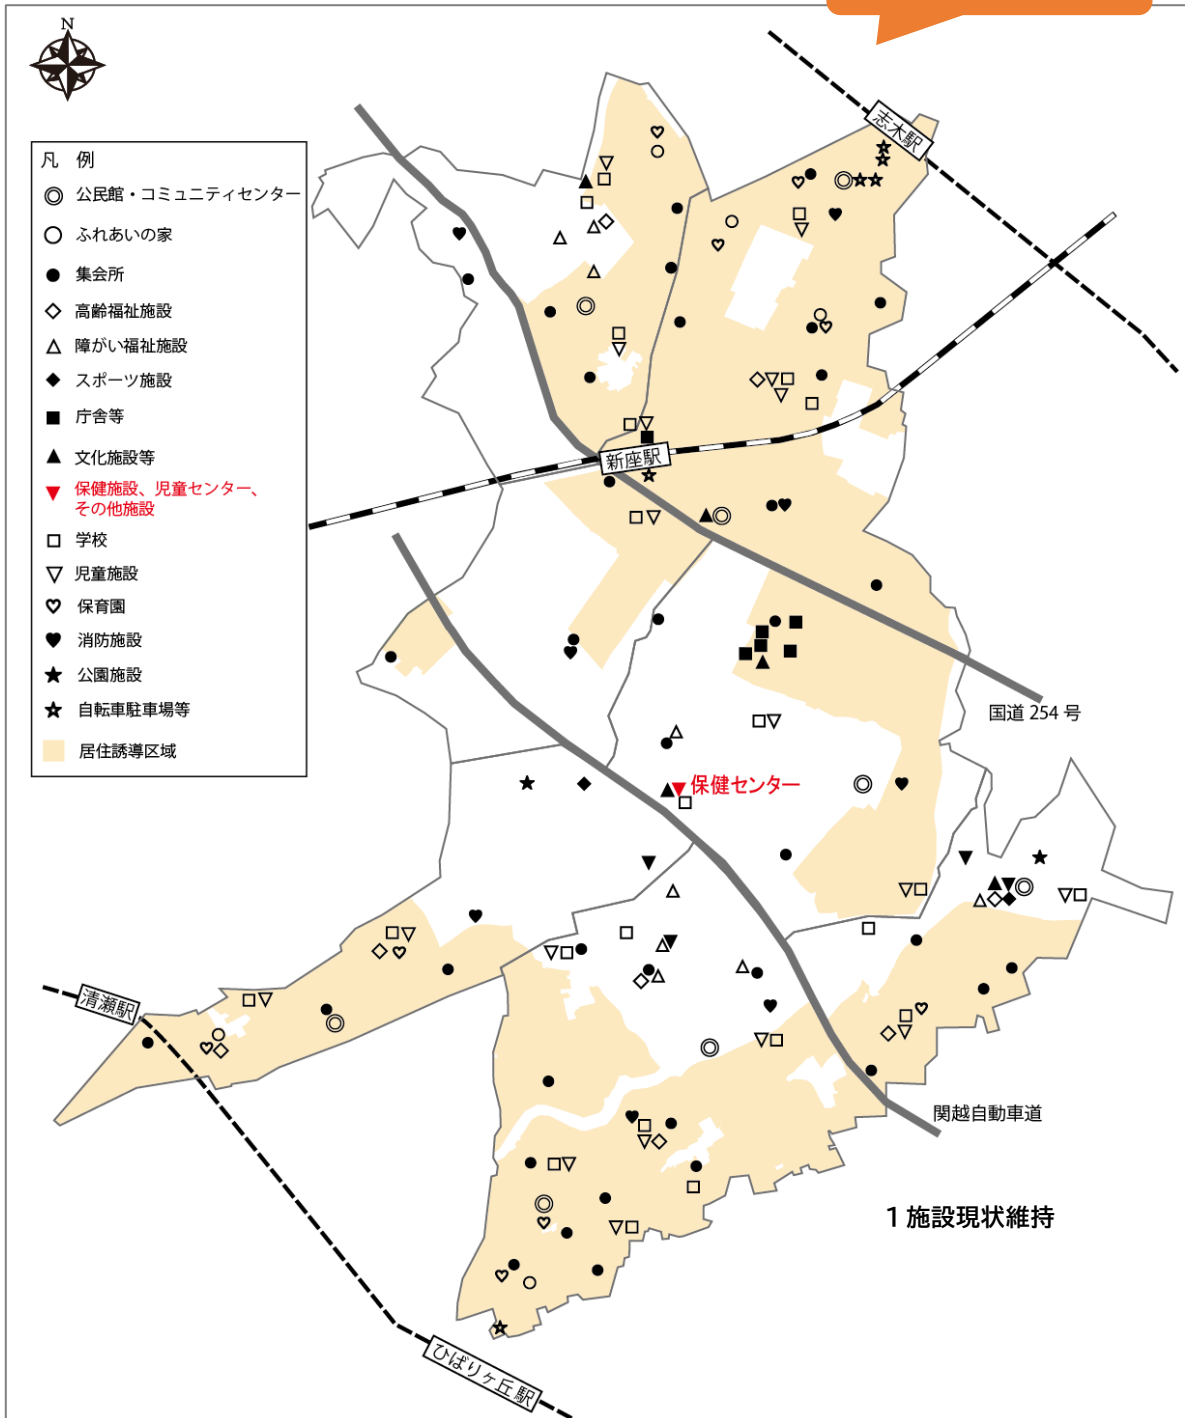 N
志木駅
凡 例
公民館・コミュニティセンター
ふれあいの家
集会所
高齢福祉施設
障がい福祉施設
スポーツ施設
庁舎等
文化施設等
保健施設、児童センター、
その他施設
学校
児童施設
保育園
消防施設
公園施設
自転車駐車場等
居住誘導区域
新座駅
国道 254 号
保健センター
清瀬駅
関越自動車道
1 施設現状維持
ひばりヶ丘駅